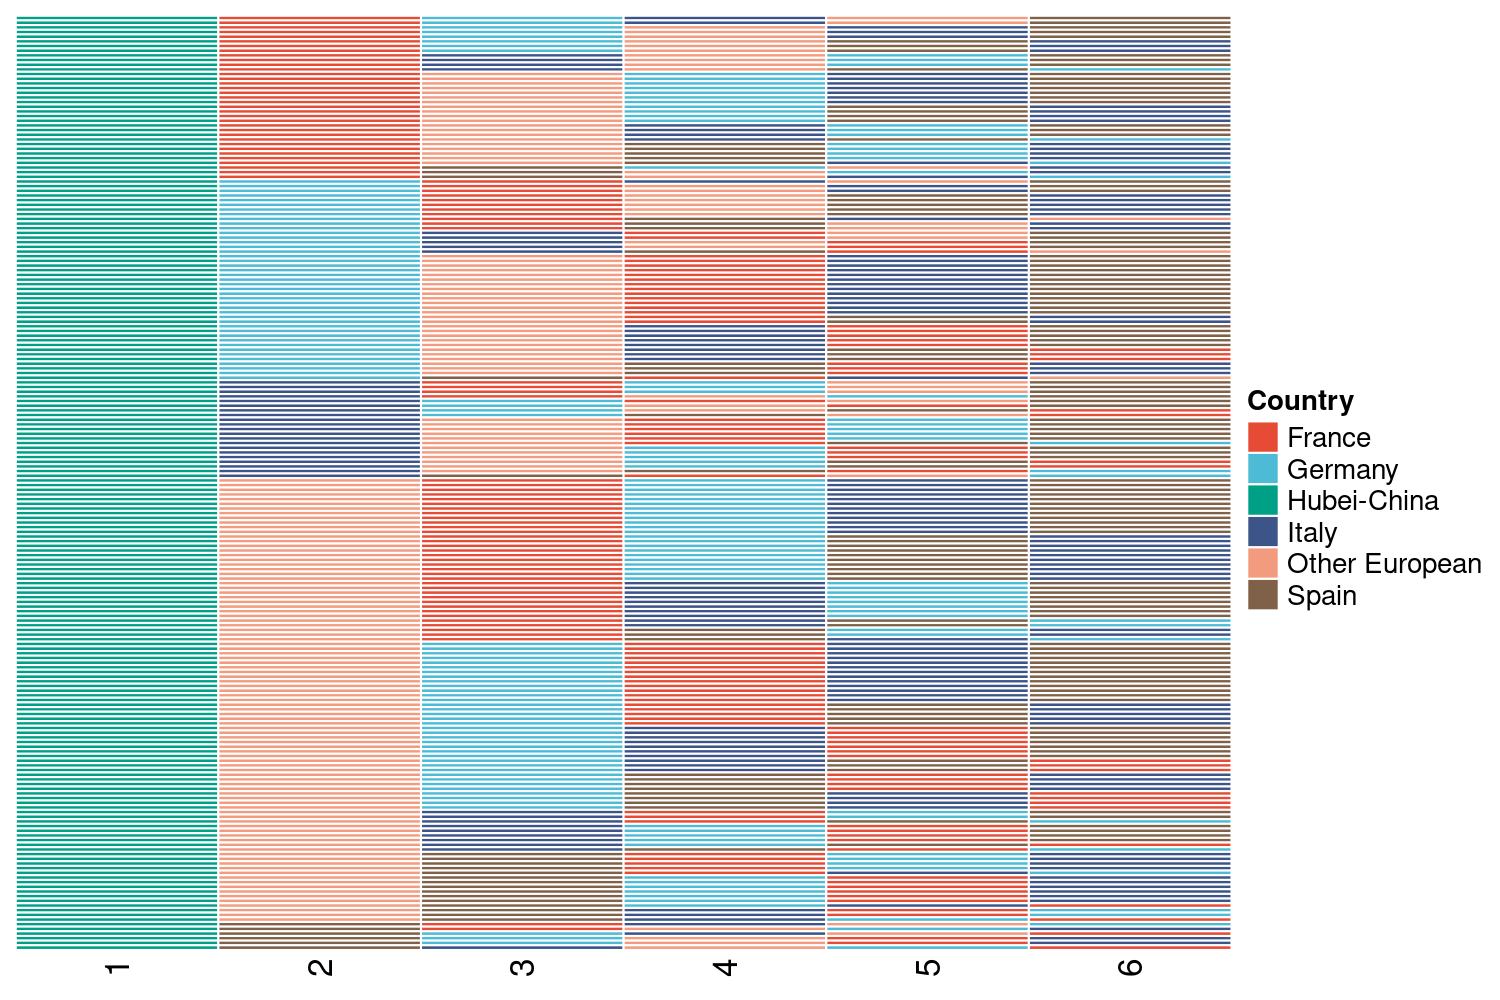 Country
France
Germany
Hubei-China
Italy
Other European
Spain
1
2
3
4
5
6